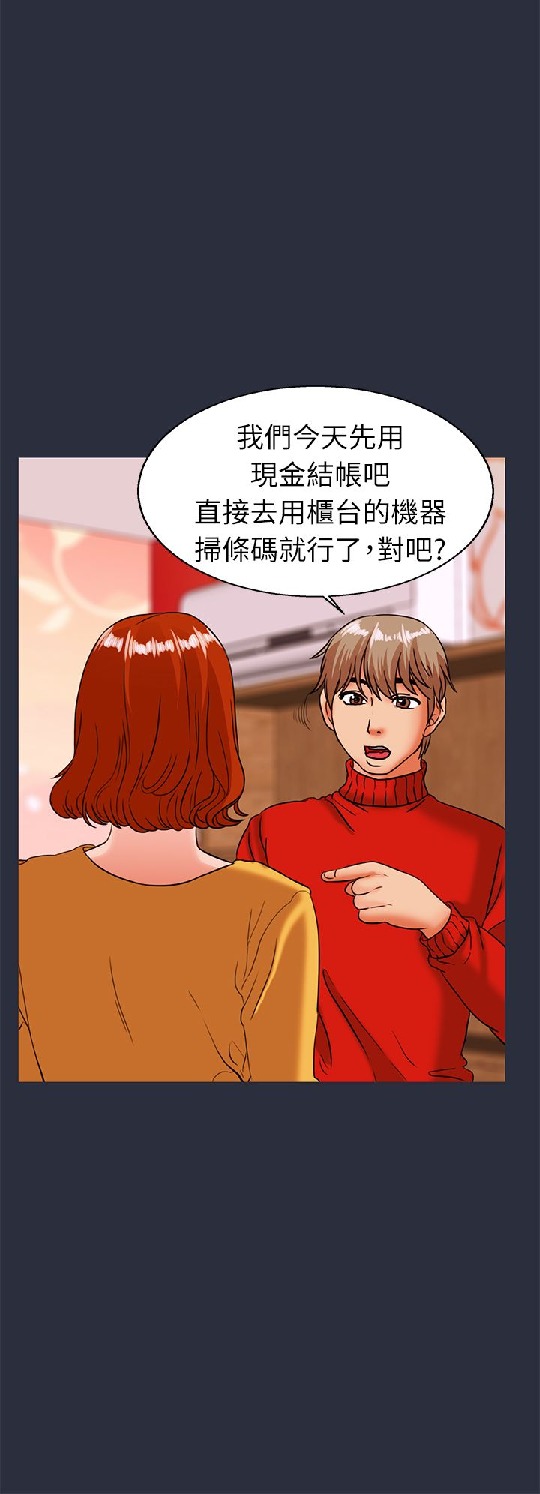 我們今天先用
現金結帳吧
直接去用櫃台的機器
掃條碼就行了，對吧?